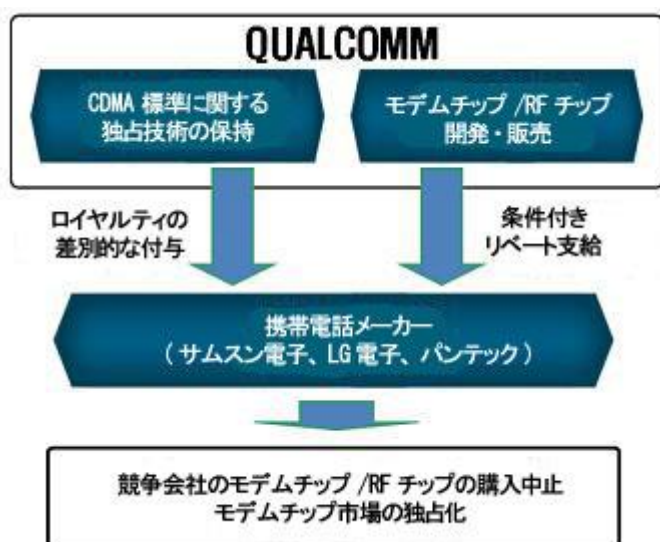 QUALCOMM
CDMA 標準に関する
独占技術の保持
モデムチップ /RF チップ
開発・販売
ロイヤルティの
差別的な付与
条件付き
リベート支給
携帯電話メーカー
( サムスン電子、LG 電子、パンテック )
競争会社のモデムチップ /RF チップの購入中止
モデムチップ市場の独占化